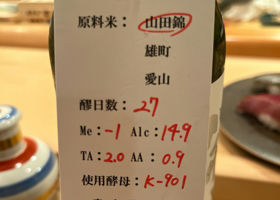 原料米：山田錦
雄町
愛山
醪日数：27
Me：-1 Alc：14.9
TA：2.0 AA：0.9
使用酵母：K-901